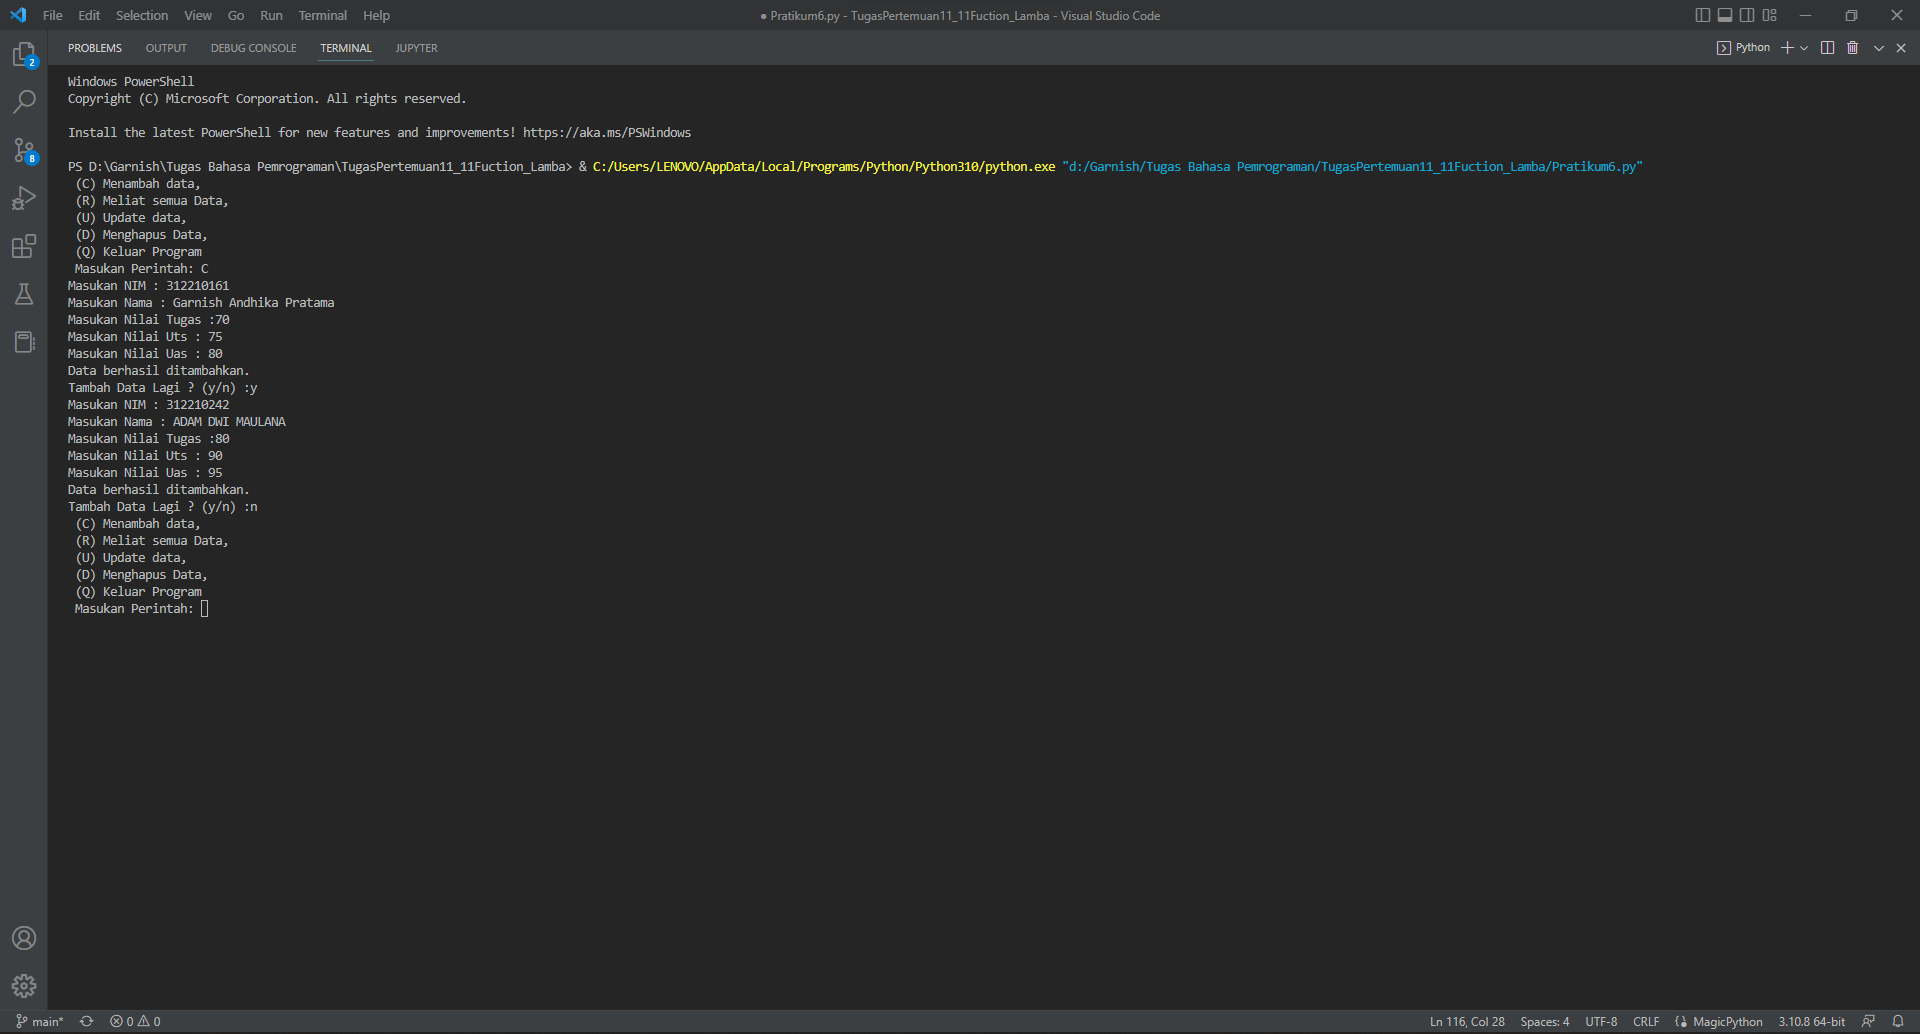 File Edit Selection View Go Run Terminal Help
● Pratikum6.py - TugasPertemuan11_11Fuction_Lamba - Visual Studio Code
PROBLEMS OUTPUT DEBUG CONSOLE TERMINAL JUPYTER
Python
2
8
Windows PowerShell
Copyright (C) Microsoft Corporation. All rights reserved.
Install the latest PowerShell for new features and improvements! https://aka.ms/PSWindows
PS D:\Garnish\Tugas Bahasa Pemrograman\TugasPertemuan11_11Fuction_Lamba> & C:/Users/LENOVO/AppData/Local/Programs/Python/Python310/python.exe "d:/Garnish/Tugas Bahasa Pemrograman/TugasPertemuan11_11Fuction_Lamba/Pratikum6.py"
(C) Menambah data,
(R) Meliat semua Data,
(U) Update data,
(D) Menghapus Data,
(Q) Keluar Program
Masukan Perintah: C
Masukan NIM : 312210161
Masukan Nama : Garnish Andhika Pratama
Masukan Nilai Tugas :70
Masukan Nilai Uts : 75
Masukan Nilai Uas : 80
Data berhasil ditambahkan.
Tambah Data Lagi ? (y/n) :y
Masukan NIM : 312210242
Masukan Nama : ADAM DWI MAULANA
Masukan Nilai Tugas :80
Masukan Nilai Uts : 90
Masukan Nilai Uas : 95
Data berhasil ditambahkan.
Tambah Data Lagi ? (y/n) :n
(C) Menambah data,
(R) Meliat semua Data,
(U) Update data,
(D) Menghapus Data,
(Q) Keluar Program
Masukan Perintah:
main* 0 0
Ln 116, Col 28 Spaces: 4 UTF-8 CRLF MagicPython 3.10.8 64-bit